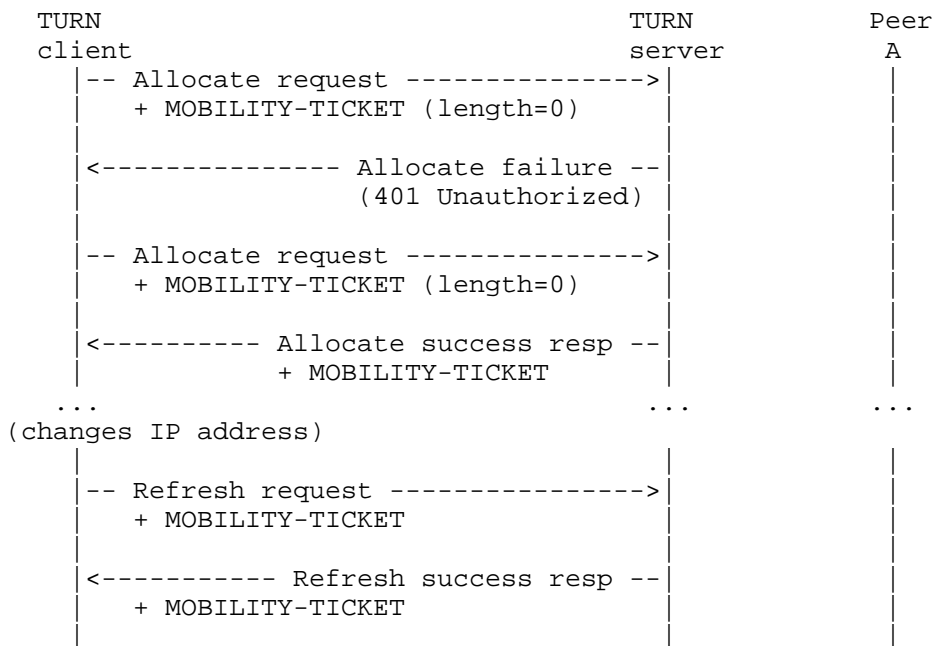 TURN TURN Peer
client server A
|-- Allocate request --------------->| |
| + MOBILITY-TICKET (length=0) | |
| | |
|<--------------- Allocate failure --| |
| (401 Unauthorized) | |
| | |
|-- Allocate request --------------->| |
| + MOBILITY-TICKET (length=0) | |
| | |
|<---------- Allocate success resp --| |
| + MOBILITY-TICKET | |
... ... ...
(changes IP address)
| | |
|-- Refresh request ---------------->| |
| + MOBILITY-TICKET | |
| | |
|<----------- Refresh success resp --| |
| + MOBILITY-TICKET | |
| | |